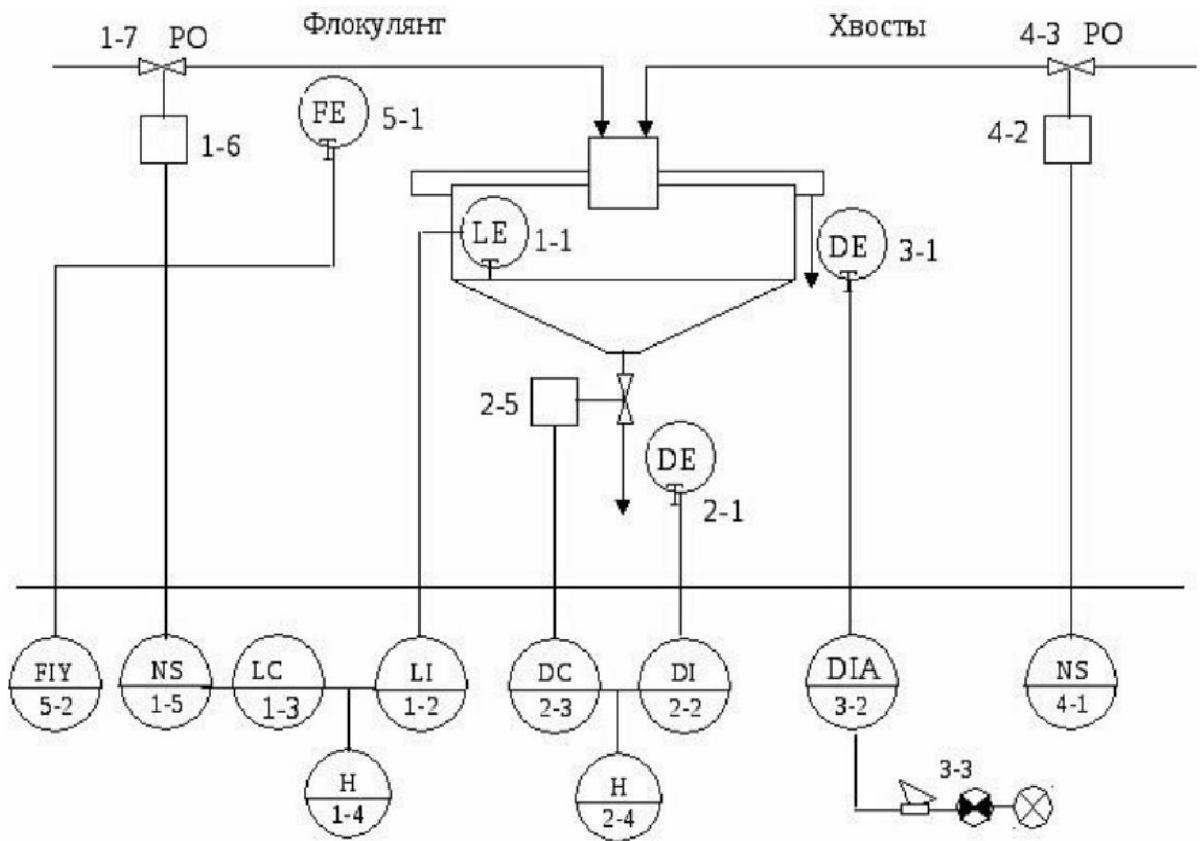 Флокулянт
Хвосты
1-7 PO
4-3 PO
FE
5-1
1-6
4-2
LE
1-1
DE
3-1
2-5
DE
2-1
FIY
5-2
NS
1-5
LC
1-3
LI
1-2
DC
2-3
DI
2-2
DIA
3-2
NS
4-1
H
1-4
H
2-4
3-3